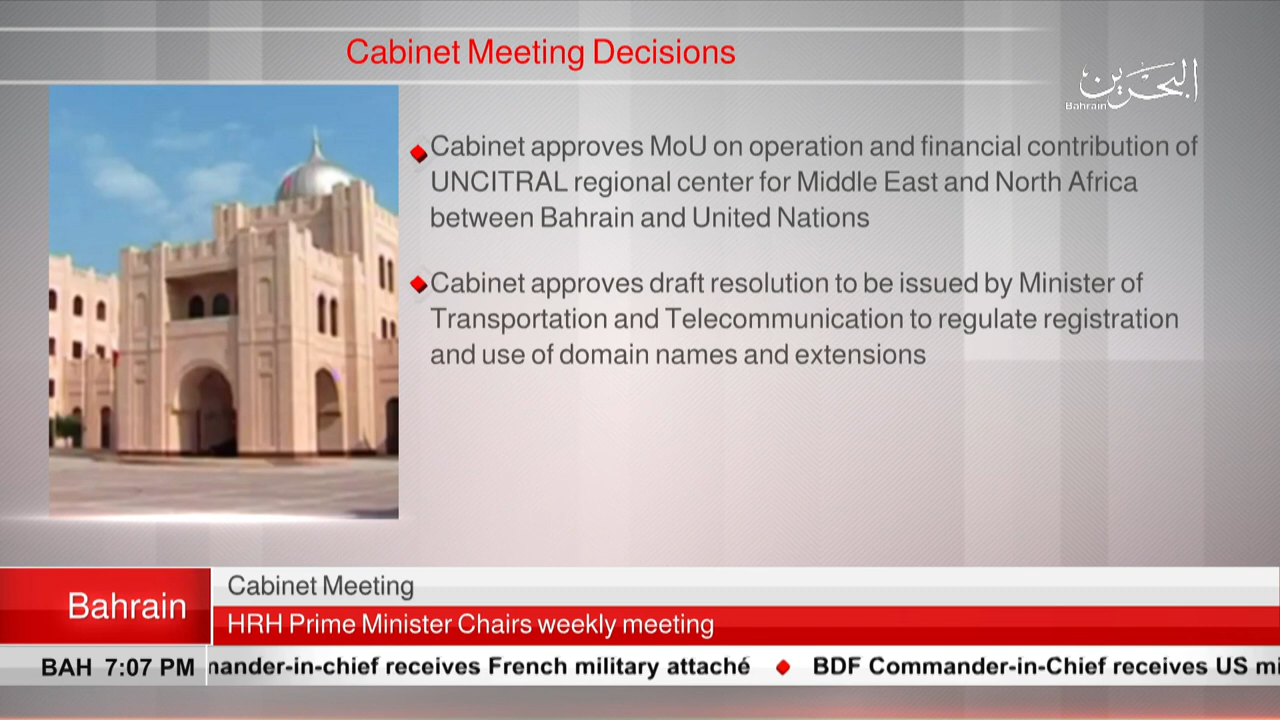 Cabinet Meeting Decisions
البحرين
Bahrain
Cabinet approves MoU on operation and financial contribution of
UNCITRAL regional center for Middle East and North Africa
between Bahrain and United Nations
Cabinet approves draft resolution to be issued by Minister of
Transportation and Telecommunication to regulate registration
and use of domain names and extensions
Bahrain
Cabinet Meeting
HRH Prime Minister Chairs weekly meeting
BAH 7:07 PM
mander-in-chief receives French military attaché ◆ BDF Commander-in-Chief receives US mi